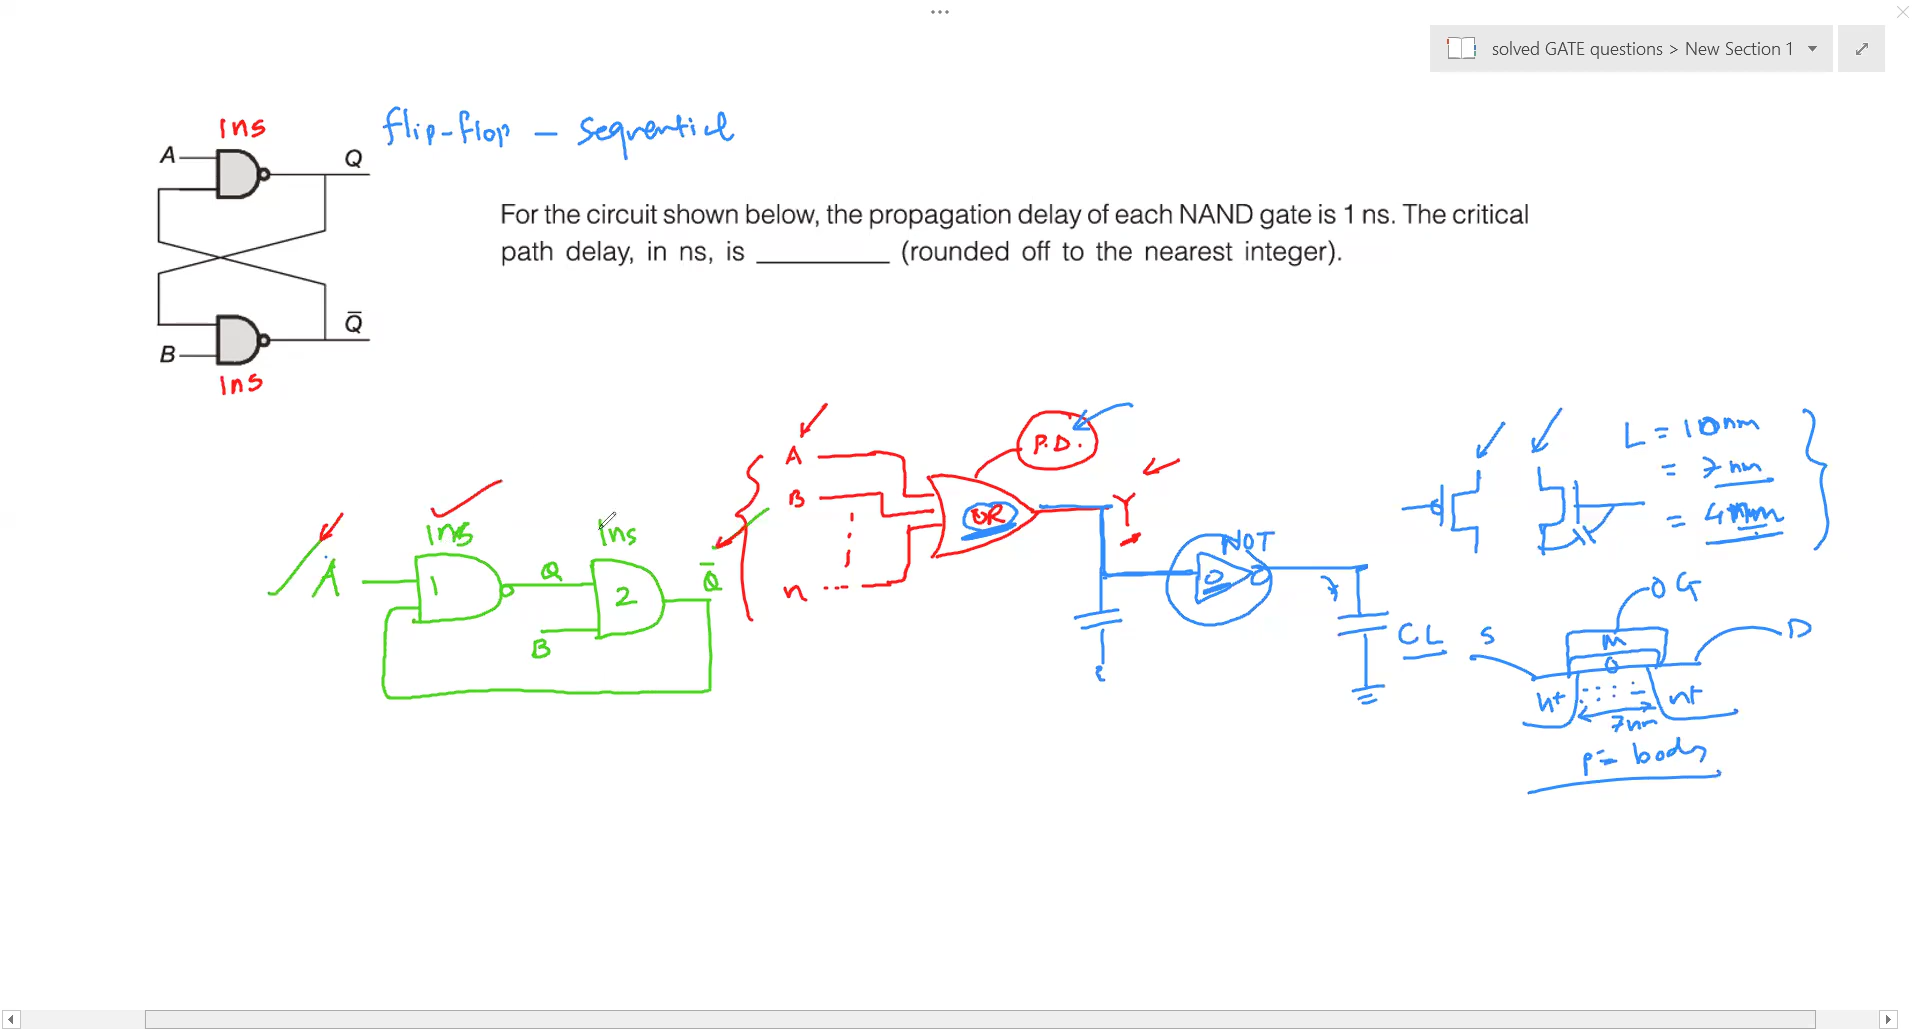 solved GATE questions > New Section 1
1ns
flip-flop - sequential
A
Q
For the circuit shown below, the propagation delay of each NAND gate is 1 ns. The critical
path delay, in ns, is __________ (rounded off to the nearest integer).
Q̅
B
1ns
P.D.
L = 10nm
= 7nm
= 4nm
A
B
n
OR
Y
NOT
1ns
1ns
A
1
Q
2
Q̅
B
CL
S
G
D
M
O
n+
n+
7nm
p- body